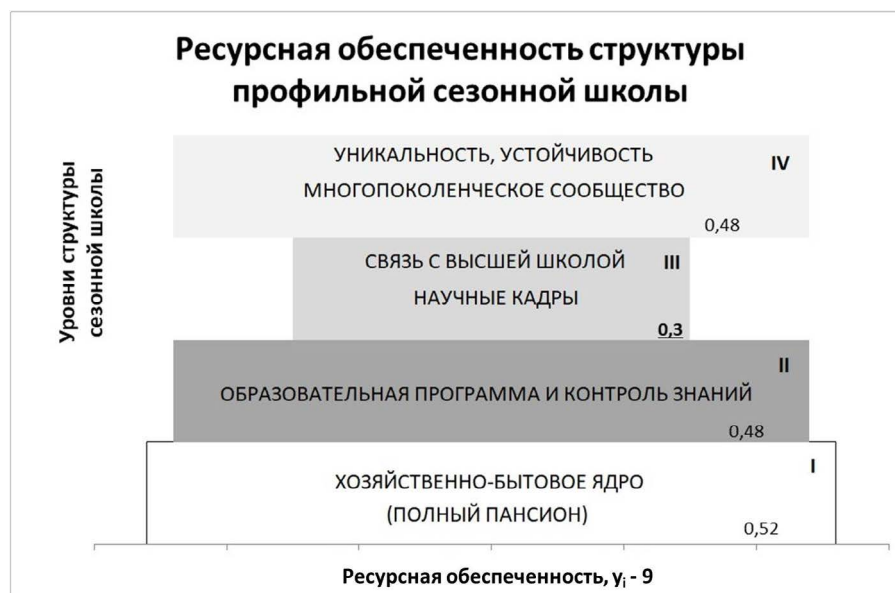 Ресурсная обеспеченность структуры
профильной сезонной школы
Уровни структуры
сезонной школы
УНИКАЛЬНОСТЬ, УСТОЙЧИВОСТЬ
IV
МНОГОПОКОЛЕНЧЕСКОЕ СООБЩЕСТВО
0,48
СВЯЗЬ С ВЫСШЕЙ ШКОЛОЙ
III
НАУЧНЫЕ КАДРЫ
0,3
II
ОБРАЗОВАТЕЛЬНАЯ ПРОГРАММА И КОНТРОЛЬ ЗНАНИЙ
0,48
I
ХОЗЯЙСТВЕННО-БЫТОВОЕ ЯДРО
(ПОЛНЫЙ ПАНСИОН)
0,52
Ресурсная обеспеченность, yi - 9